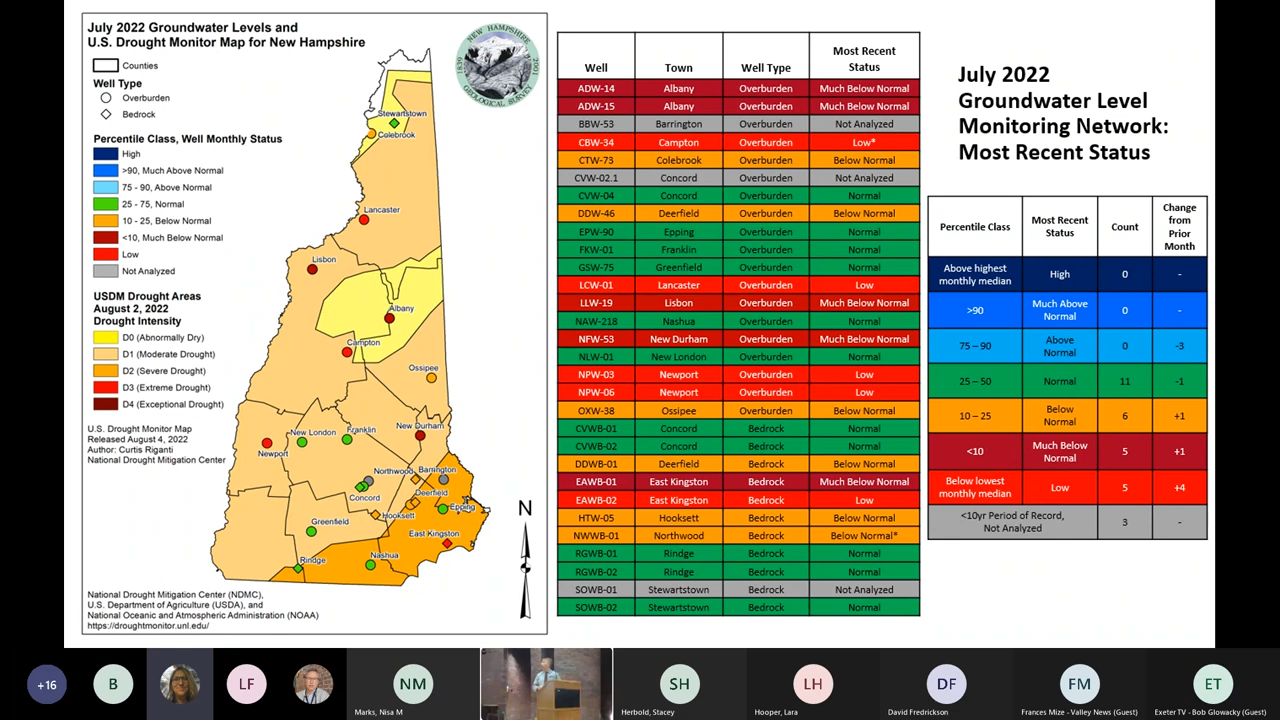 July 2022 Groundwater Levels and
U.S. Drought Monitor Map for New Hampshire
NEW HAMPSHIRE
1839
2001
GEOLOGICAL SURVEY
Counties
Well Type
Overburden
Bedrock
Percentile Class, Well Monthly Status
High
>90, Much Above Normal
75 - 90, Above Normal
25 - 75, Normal
10 - 25, Below Normal
<10, Much Below Normal
Low
Not Analyzed
USDM Drought Areas
August 2, 2022
Drought Intensity
D0 (Abnormally Dry)
D1 (Moderate Drought)
D2 (Severe Drought)
D3 (Extreme Drought)
D4 (Exceptional Drought)
U.S. Drought Monitor Map
Released August 4, 2022
Author: Curtis Riganti
National Drought Mitigation Center
Stewartstown
Colebrook
Lancaster
Lisbon
Albany
Campton
Ossipee
New London
Franklin
New Durham
Newport
Northwood
Barrington
Concord
Deerfield
Epping
Hooksett
Greenfield
East Kingston
Nashua
Rindge
N
National Drought Mitigation Center (NDMC),
U.S. Department of Agriculture (USDA), and
National Oceanic and Atmospheric Administration (NOAA)
https://droughtmonitor.unl.edu/
Well Town Well Type Most Recent Status
ADW-14 Albany Overburden Much Below Normal
ADW-15 Albany Overburden Much Below Normal
BBW-53 Barrington Overburden Not Analyzed
CBW-34 Campton Overburden Low*
CTW-73 Colebrook Overburden Below Normal
CVW-02.1 Concord Overburden Not Analyzed
CVW-04 Concord Overburden Normal
DDW-46 Deerfield Overburden Below Normal
EPW-90 Epping Overburden Normal
FKW-01 Franklin Overburden Normal
GSW-75 Greenfield Overburden Normal
LCW-01 Lancaster Overburden Low
LLW-19 Lisbon Overburden Much Below Normal
NAW-218 Nashua Overburden Normal
NFW-53 New Durham Overburden Much Below Normal
NLW-01 New London Overburden Normal
NPW-03 Newport Overburden Low
NPW-06 Newport Overburden Low
OXW-38 Ossipee Overburden Below Normal
CVWB-01 Concord Bedrock Normal
CVWB-02 Concord Bedrock Normal
DDWB-01 Deerfield Bedrock Below Normal
EAWB-01 East Kingston Bedrock Much Below Normal
EAWB-02 East Kingston Bedrock Low
HTW-05 Hooksett Bedrock Below Normal
NWWB-01 Northwood Bedrock Below Normal*
RGWB-01 Rindge Bedrock Normal
RGWB-02 Rindge Bedrock Normal
SOWB-01 Stewartstown Bedrock Not Analyzed
SOWB-02 Stewartstown Bedrock Normal
July 2022
Groundwater Level
Monitoring Network:
Most Recent Status
Percentile Class Most Recent Status Count Change from Prior Month
Above highest monthly median High 0 -
>90 Much Above Normal 0 -
75 – 90 Above Normal 0 -3
25 – 50 Normal 11 -1
10 – 25 Below Normal 6 +1
<10 Much Below Normal 5 +1
Below lowest monthly median Low 5 +4
<10yr Period of Record, Not Analyzed 3 -
+16
B
LF
NM
Marks, Nisa M
SH
Herbold, Stacey
LH
Hooper, Lara
DF
David Fredrickson
FM
Frances Mize - Valley News (Guest)
ET
Exeter TV - Bob Glowacky (Guest)